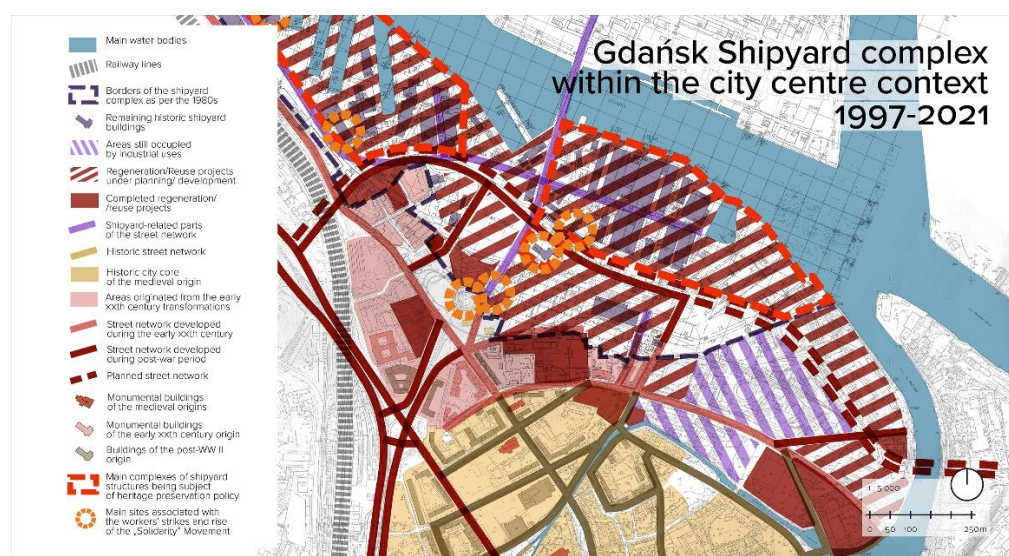 Gdańsk Shipyard complex
within the city centre context
1997-2021
Main water bodies
Railway lines
Borders of the shipyard
complex as per the 1980s
Remaining historic shipyard
buildings
Areas still occupied
by industrial uses
Regeneration/Reuse projects
under planning/ development
Completed regeneration/
/reuse projects
Shipyard-related parts
of the street network
Historic street network
Historic city core
of the medieval origin
Areas originated from the early
xxth century transformations
Street network developed
during the early xxth century
Street network developed
during post-war period
Planned street network
Monumental buildings
of the medieval origins
Monumental buildings
of the early xxth century origin
Buildings of the post-WW II
origin
Main complexes of shipyard
structures being subject
of heritage preservation policy
Main sites associated with
the workers' strikes and rise
of the „Solidarity" Movement
1: 5 000
0 50 100 250m